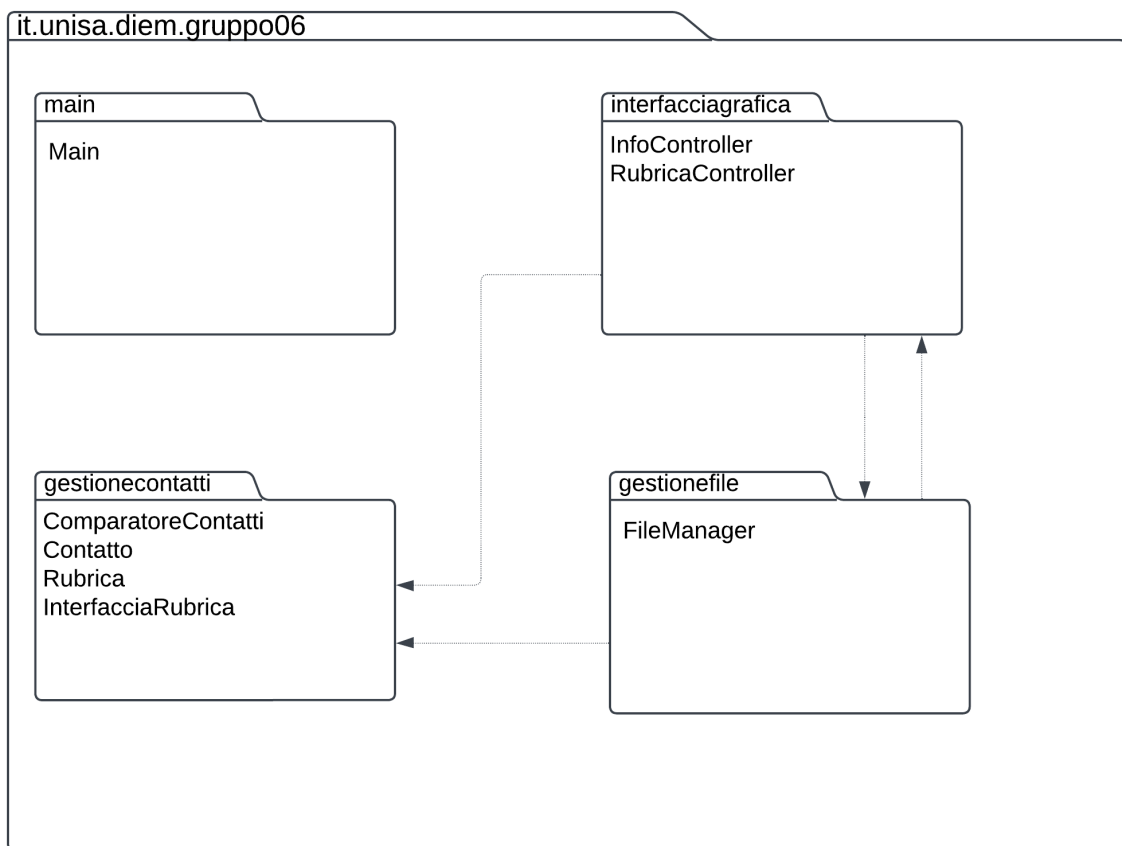 it.unisa.diem.gruppo06
main
Main
interfacciagrafica
InfoController
RubricaController
gestionecontatti
ComparatoreContatti
Contatto
Rubrica
InterfacciaRubrica
gestionefile
FileManager